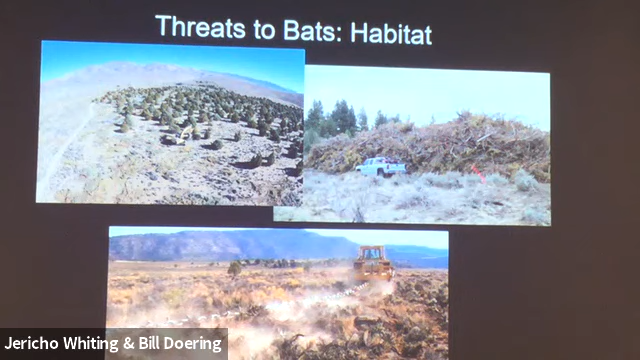 Threats to Bats: Habitat
Jericho Whiting & Bill Doering